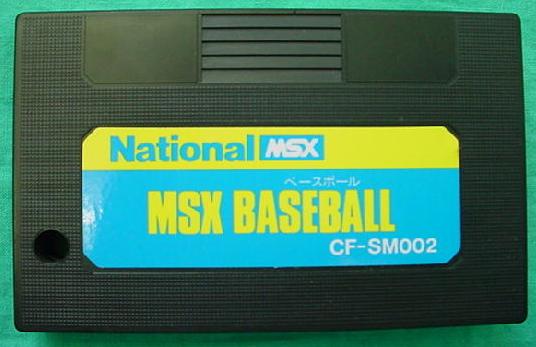 National MSX
ベースボール
MSX BASEBALL
CF-SM002